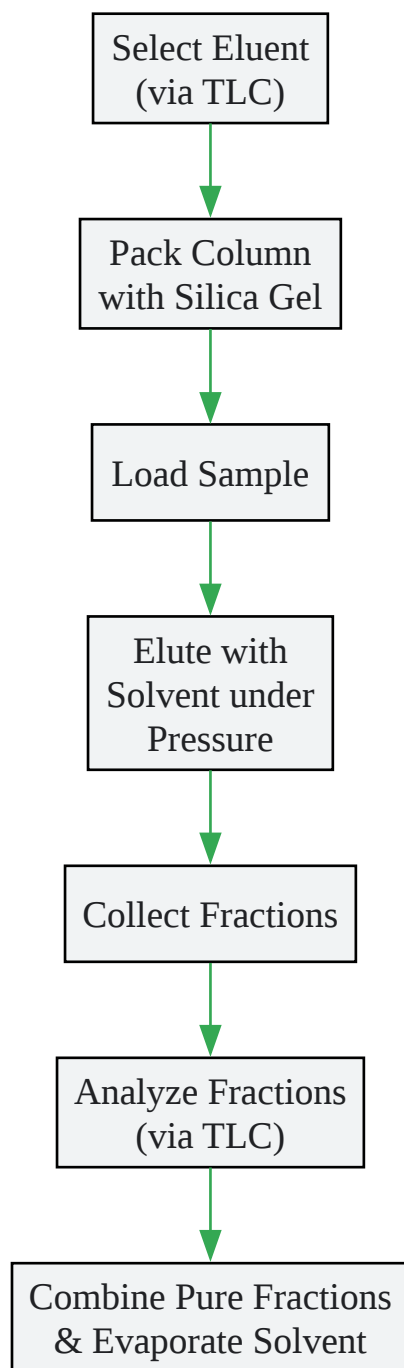 Select Eluent
(via TLC)
Pack Column
with Silica Gel
Load Sample
Elute with
Solvent under
Pressure
Collect Fractions
Analyze Fractions
(via TLC)
Combine Pure Fractions
& Evaporate Solvent